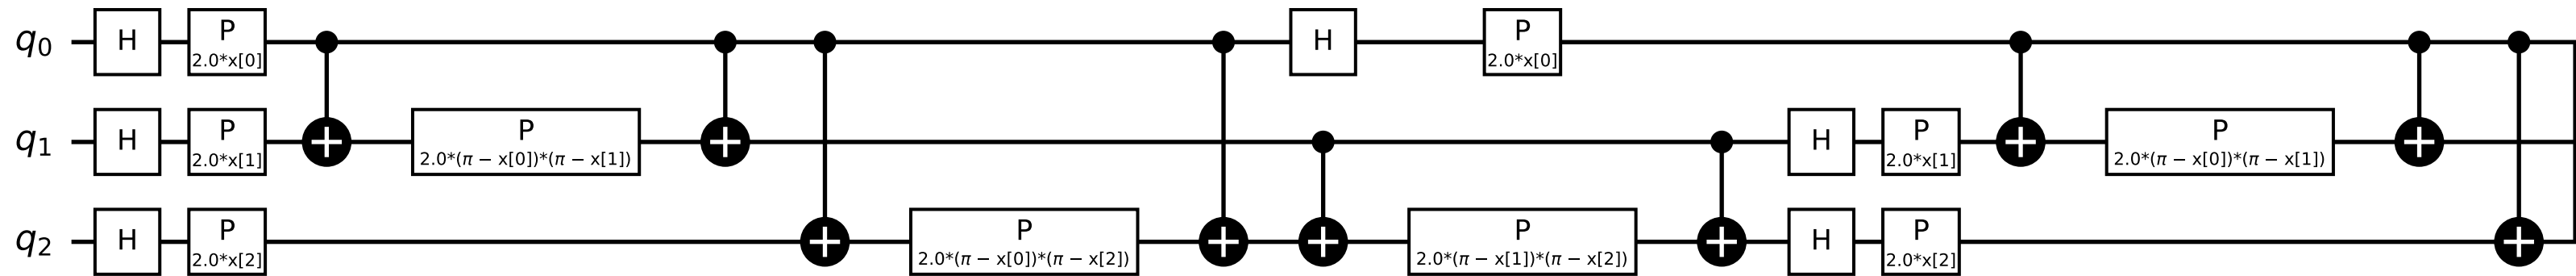 q0 H P 2.0*x[0] H P 2.0*x[0]
q1 H P 2.0*x[1] P 2.0*(π − x[0])*(π − x[1]) H P 2.0*x[1] P 2.0*(π − x[0])*(π − x[1])
q2 H P 2.0*x[2] P 2.0*(π − x[0])*(π − x[2]) P 2.0*(π − x[1])*(π − x[2]) H P 2.0*x[2]